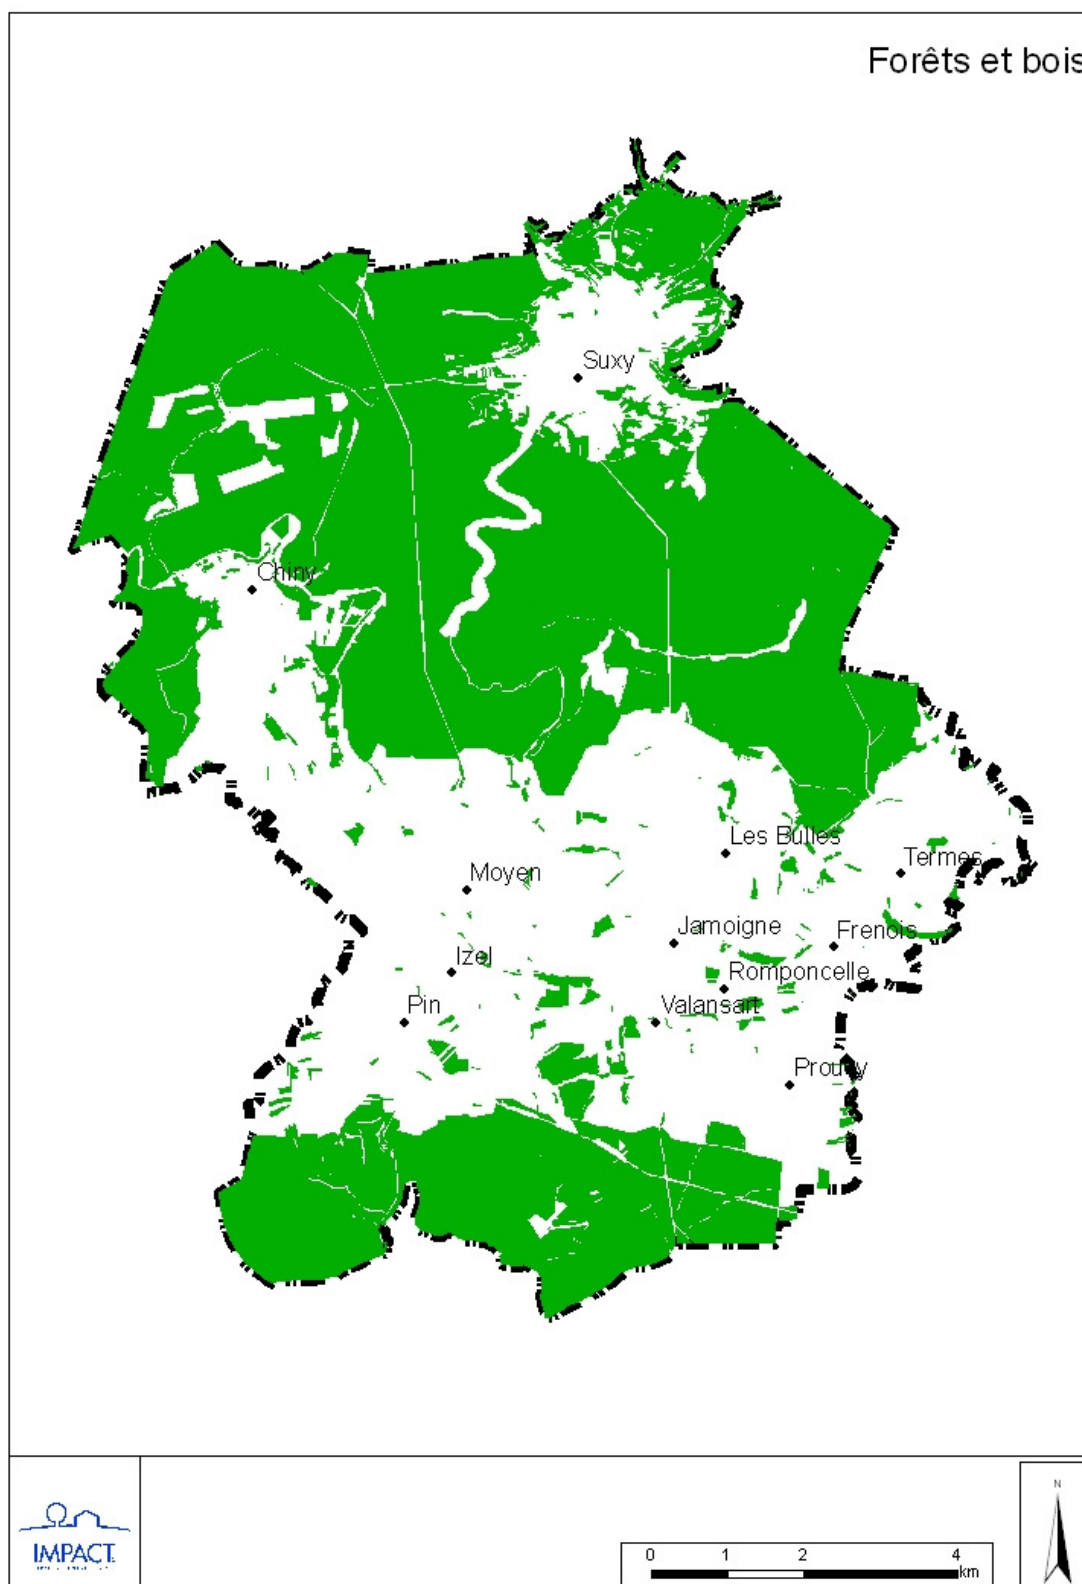 Forêts et bois
Suxy
Chiny
Les Bulles
Termes
Moyen
Jamoigne
Frenois
Izel
Romponcelle
Pin
Valansart
Prouvy
N
IMPACT
0 1 2 4
km